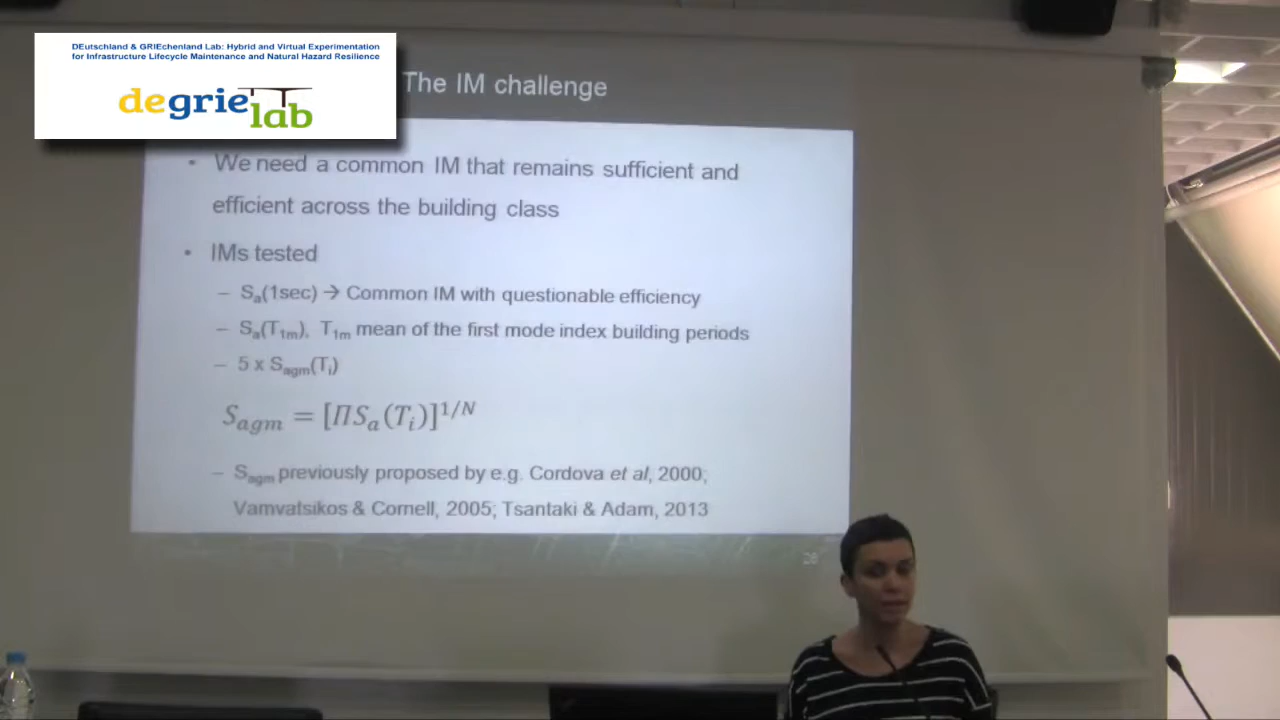 DEutschland & GRIEchenland Lab: Hybrid and Virtual Experimentation
for Infrastructure Lifecycle Maintenance and Natural Hazard Resilience
degrie lab
The IM challenge
• We need a common IM that remains sufficient and
efficient across the building class
• IMs tested
– Sa(1sec) → Common IM with questionable efficiency
– Sa(T1m), T1m mean of the first mode index building periods
– 5 x Sagm(Ti)
Sagm = [ΠSa(Ti)]1/N
– Sagm previously proposed by e.g. Cordova et al, 2000;
Vamvatsikos & Cornell, 2005; Tsantaki & Adam, 2013
26